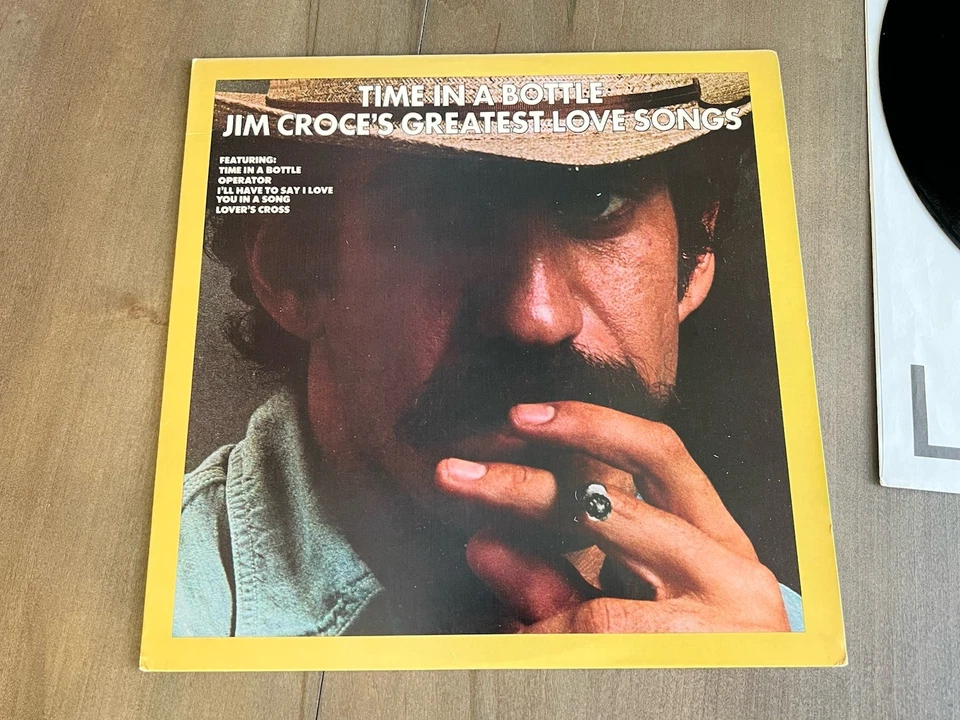 TIME IN A BOTTLE
JIM CROCE'S GREATEST LOVE SONGS
FEATURING:
TIME IN A BOTTLE
OPERATOR
I'LL HAVE TO SAY I LOVE
YOU IN A SONG
LOVER'S CROSS